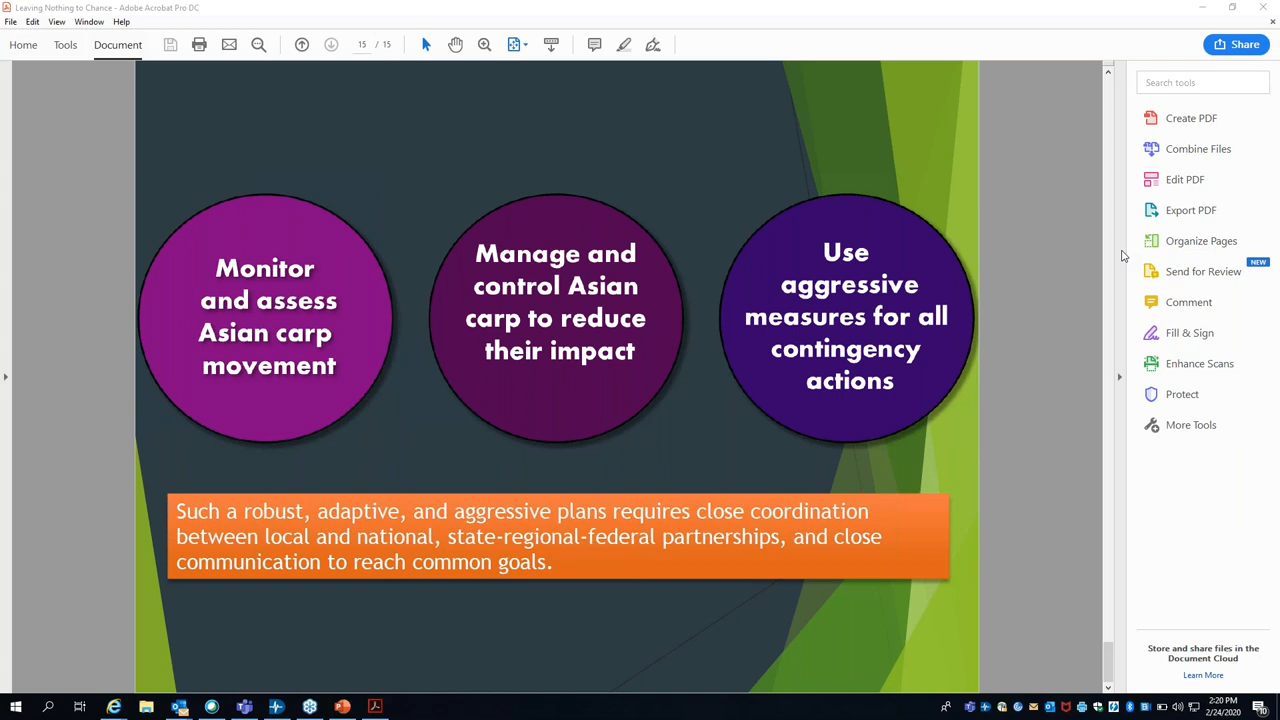 Leaving Nothing to Chance - Adobe Acrobat Pro DC
File Edit View Window Help
Home Tools Document
15 / 15
Share
Search tools
Create PDF
Combine Files
Edit PDF
Export PDF
Organize Pages
Send for Review NEW
Comment
Fill & Sign
Enhance Scans
Protect
More Tools
Monitor
and assess
Asian carp
movement
Manage and
control Asian
carp to reduce
their impact
Use
aggressive
measures for all
contingency
actions
Such a robust, adaptive, and aggressive plans requires close coordination
between local and national, state-regional-federal partnerships, and close
communication to reach common goals.
Store and share files in the
Document Cloud
Learn More
2:20 PM
2/24/2020